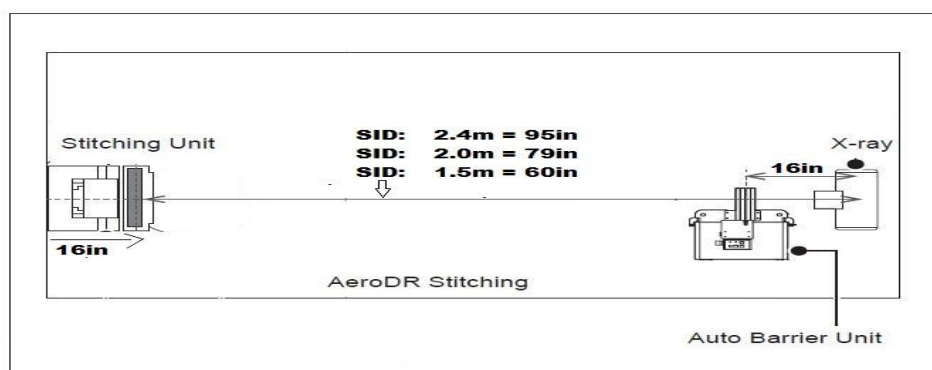 SID: 2.4m = 95in
SID: 2.0m = 79in
SID: 1.5m = 60in
Stitching Unit
X-ray
16in
16in
AeroDR Stitching
Auto Barrier Unit